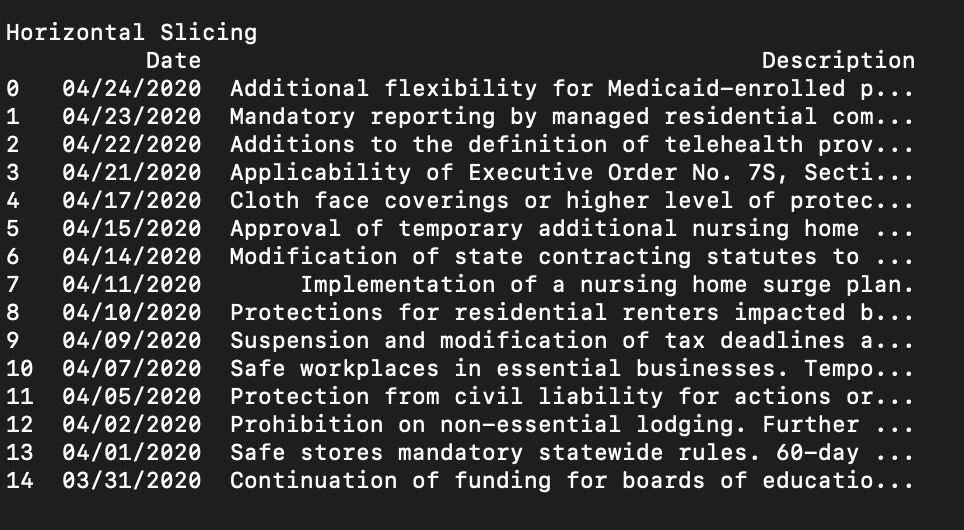 Horizontal Slicing
Date Description
0 04/24/2020 Additional flexibility for Medicaid-enrolled p...
1 04/23/2020 Mandatory reporting by managed residential com...
2 04/22/2020 Additions to the definition of telehealth prov...
3 04/21/2020 Applicability of Executive Order No. 7S, Secti...
4 04/17/2020 Cloth face coverings or higher level of protec...
5 04/15/2020 Approval of temporary additional nursing home ...
6 04/14/2020 Modification of state contracting statutes to ...
7 04/11/2020 Implementation of a nursing home surge plan.
8 04/10/2020 Protections for residential renters impacted b...
9 04/09/2020 Suspension and modification of tax deadlines a...
10 04/07/2020 Safe workplaces in essential businesses. Tempo...
11 04/05/2020 Protection from civil liability for actions or...
12 04/02/2020 Prohibition on non-essential lodging. Further ...
13 04/01/2020 Safe stores mandatory statewide rules. 60-day ...
14 03/31/2020 Continuation of funding for boards of educatio...